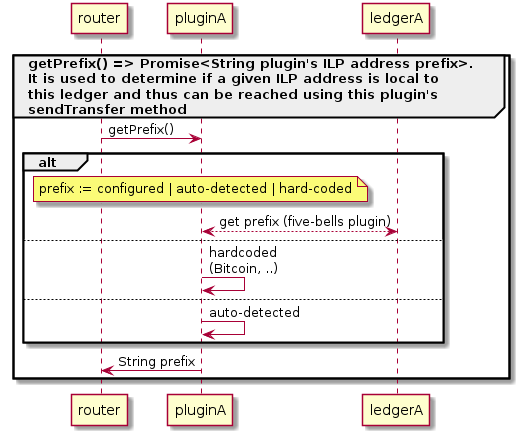 router
pluginA
ledgerA
getPrefix() => Promise<String plugin's ILP address prefix>.
It is used to determine if a given ILP address is local to
this ledger and thus can be reached using this plugin's
sendTransfer method
getPrefix()
alt
prefix := configured | auto-detected | hard-coded
get prefix (five-bells plugin)
hardcoded
(Bitcoin, ..)
auto-detected
String prefix
router
pluginA
ledgerA